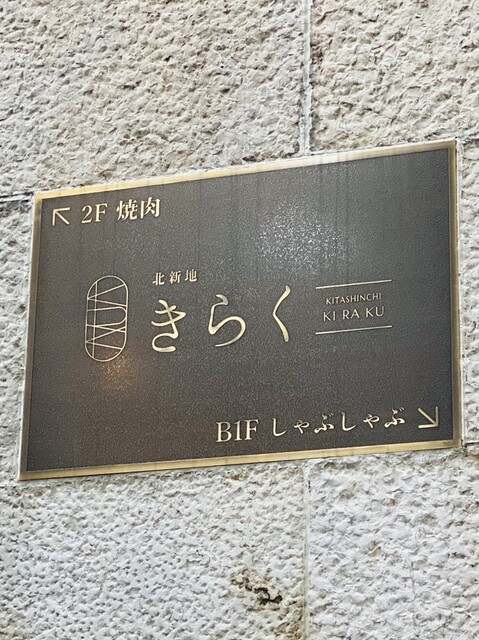 ↖ 2F 焼肉
北新地
きらく
KITASHINCHI
KI RA KU
B1F しゃぶしゃぶ ↘